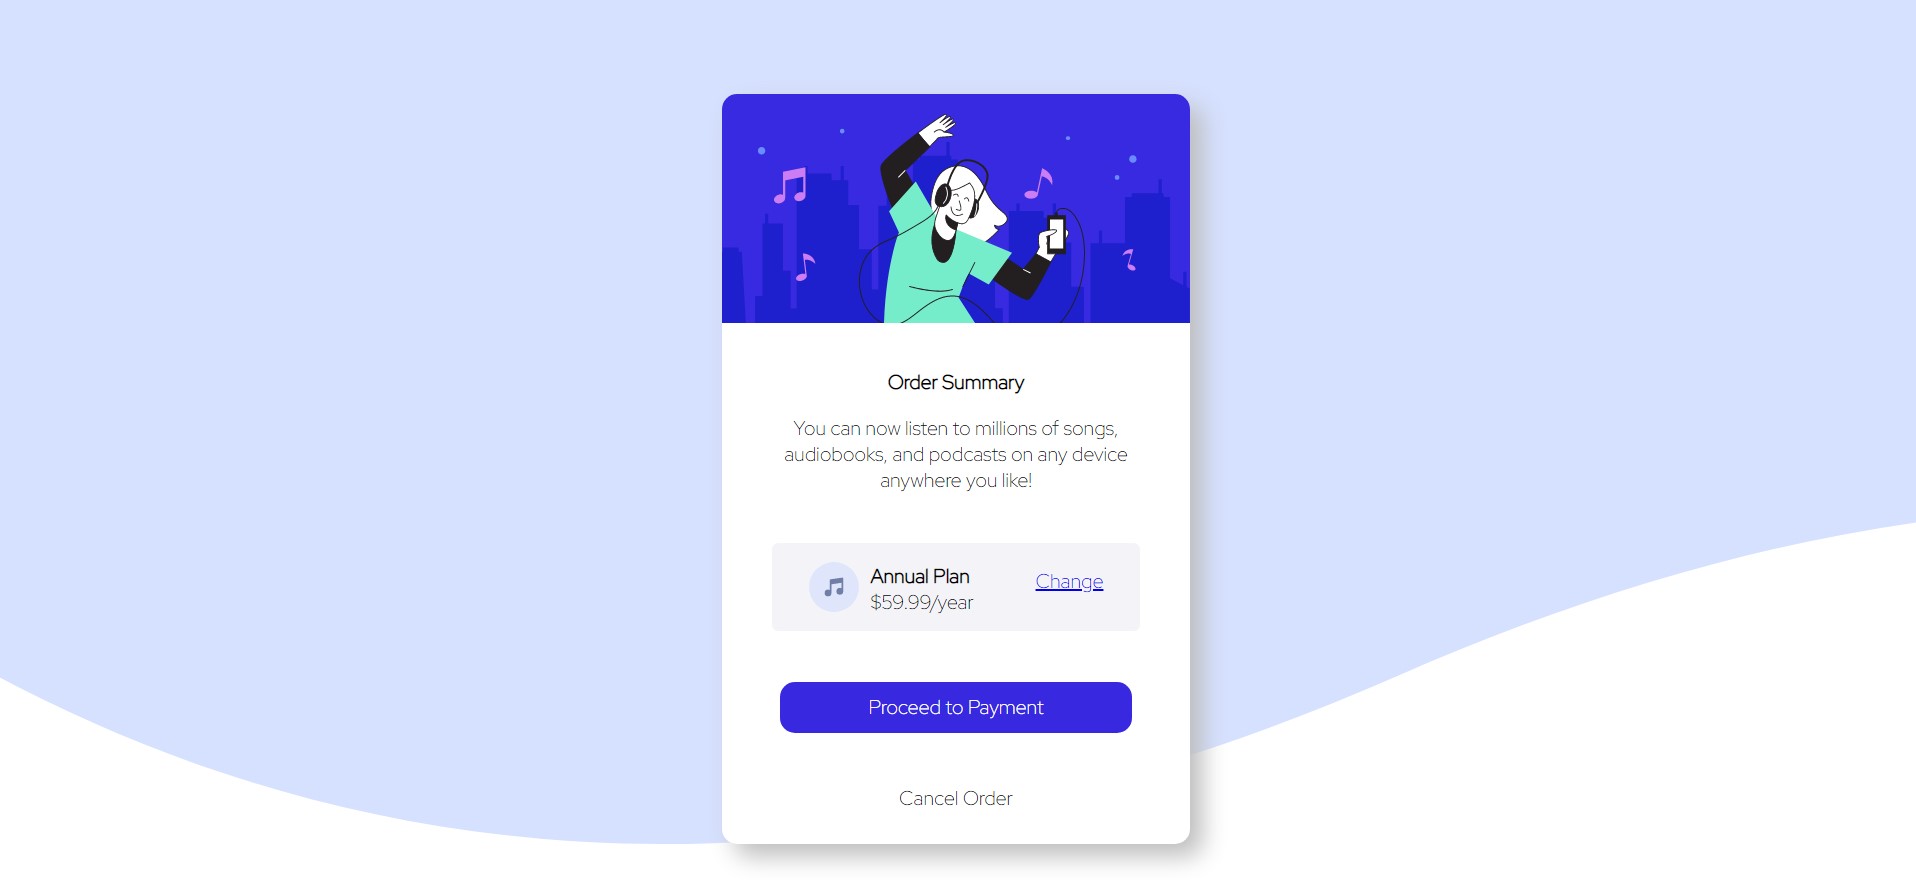 Order Summary
You can now listen to millions of songs,
audiobooks, and podcasts on any device
anywhere you like!
Annual Plan
Change
$59.99/year
Proceed to Payment
Cancel Order